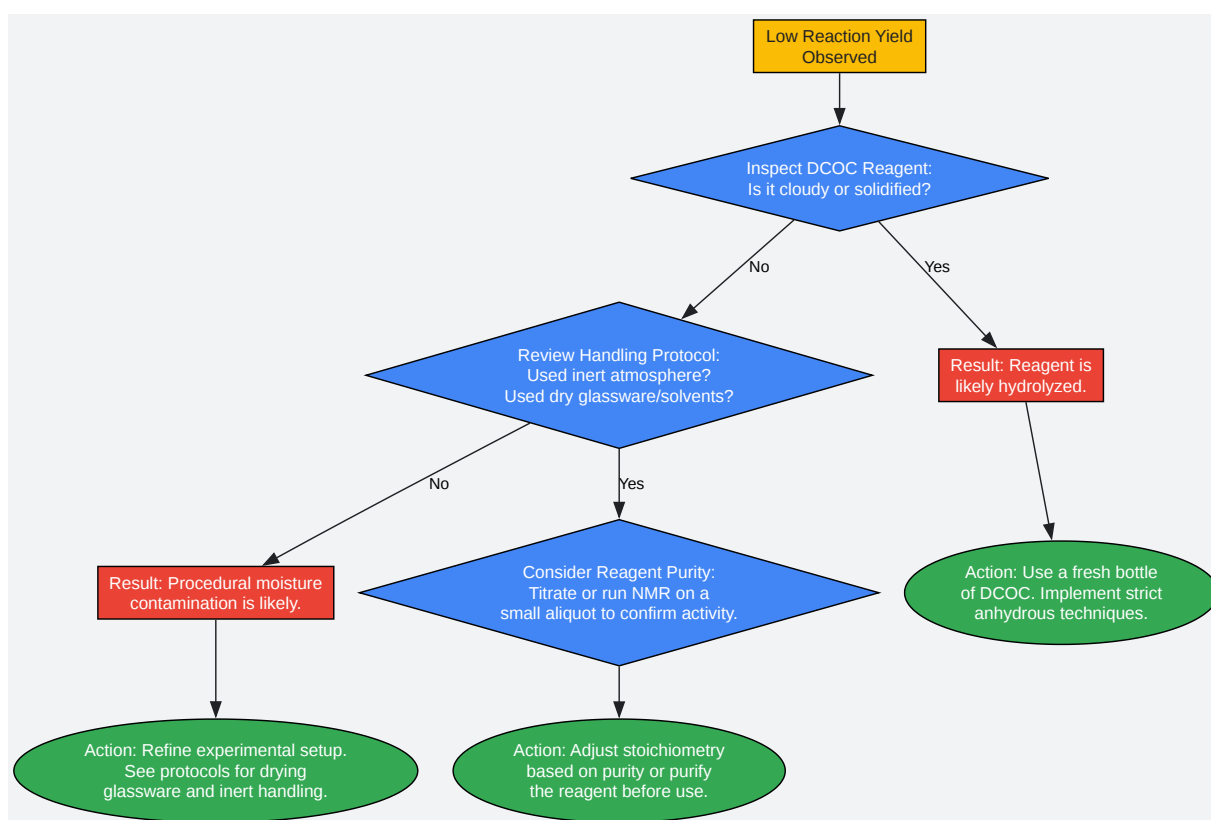 Low Reaction Yield
Observed
Inspect DCOC Reagent:
Is it cloudy or solidified?
No
Yes
Review Handling Protocol:
Used inert atmosphere?
Used dry glassware/solvents?
Result: Reagent is
likely hydrolyzed.
No
Yes
Result: Procedural moisture
contamination is likely.
Consider Reagent Purity:
Titrate or run NMR on a
small aliquot to confirm activity.
Action: Use a fresh bottle
of DCOC. Implement strict
anhydrous techniques.
Action: Refine experimental setup.
See protocols for drying
glassware and inert handling.
Action: Adjust stoichiometry
based on purity or purify
the reagent before use.